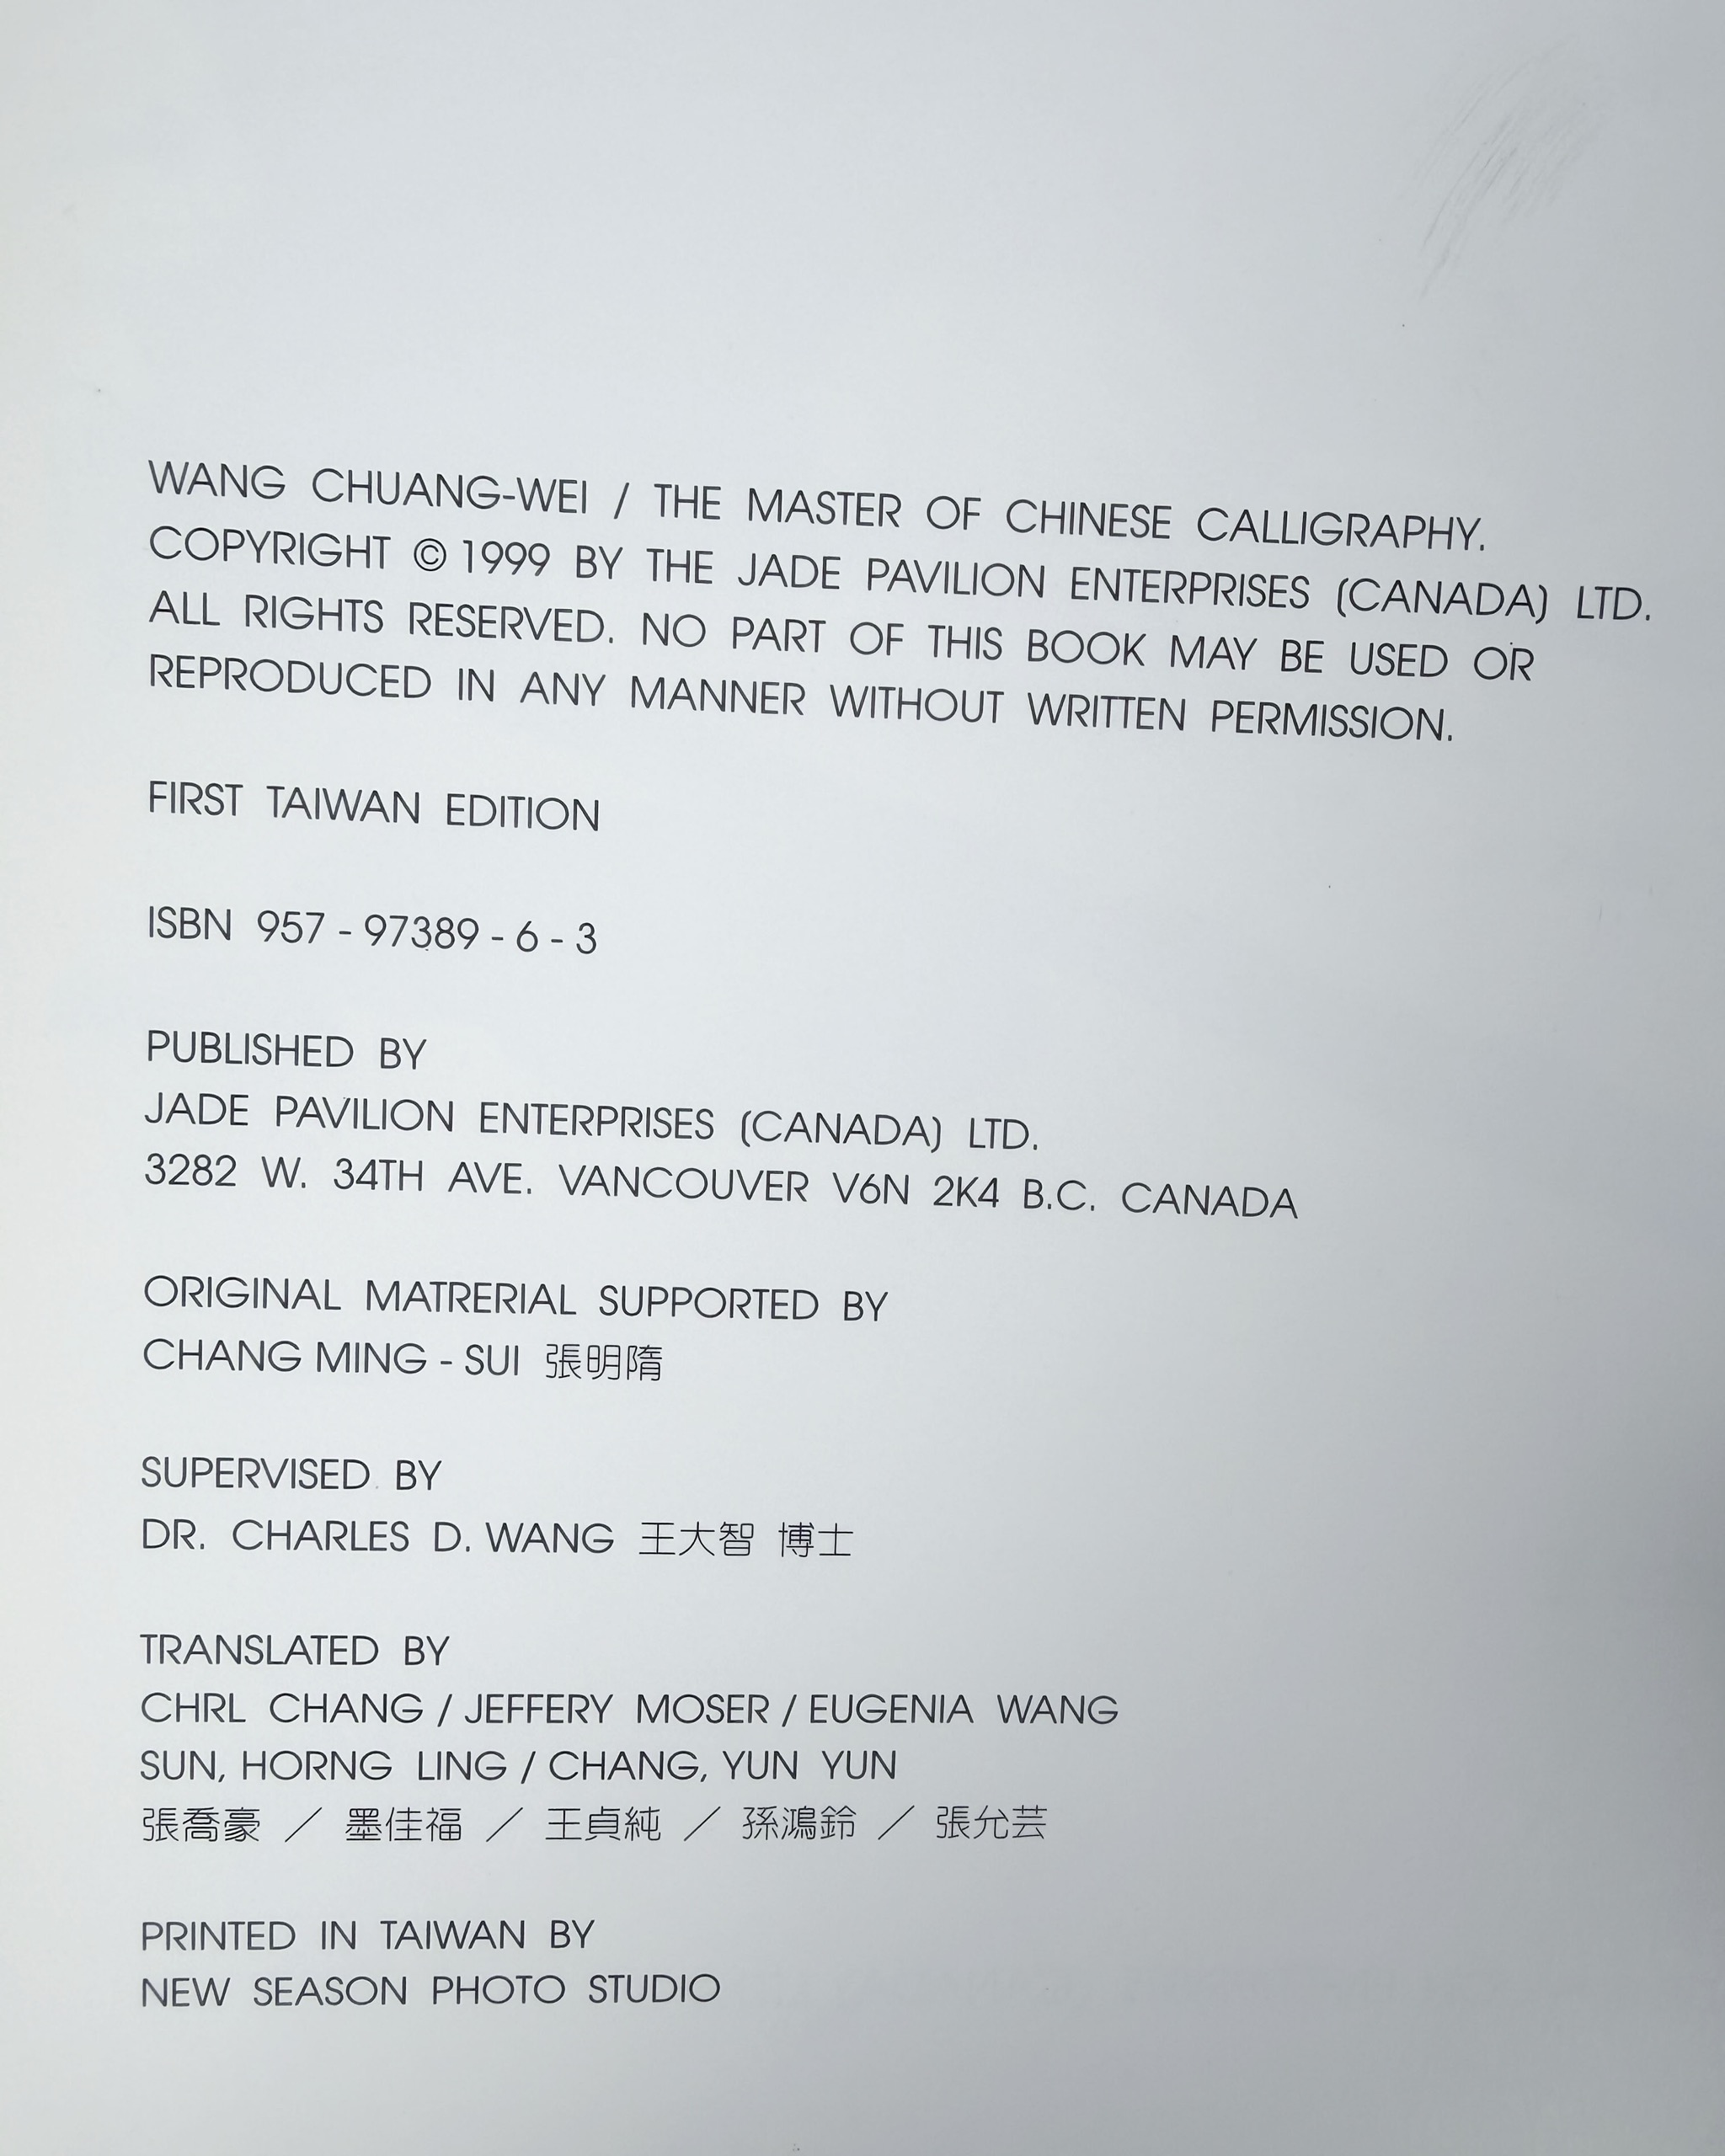 WANG CHUANG-WEI / THE MASTER OF CHINESE CALLIGRAPHY.
COPYRIGHT © 1999 BY THE JADE PAVILION ENTERPRISES (CANADA) LTD.
ALL RIGHTS RESERVED. NO PART OF THIS BOOK MAY BE USED OR
REPRODUCED IN ANY MANNER WITHOUT WRITTEN PERMISSION.
FIRST TAIWAN EDITION
ISBN 957 - 97389 - 6 - 3
PUBLISHED BY
JADE PAVILION ENTERPRISES (CANADA) LTD.
3282 W. 34TH AVE. VANCOUVER V6N 2K4 B.C. CANADA
ORIGINAL MATRERIAL SUPPORTED BY
CHANG MING - SUI 張明隋
SUPERVISED BY
DR. CHARLES D. WANG 王大智 博士
TRANSLATED BY
CHRL CHANG / JEFFERY MOSER / EUGENIA WANG
SUN, HORNG LING / CHANG, YUN YUN
張喬豪 ／ 墨佳福 ／ 王貞純 ／ 孫鴻鈴 ／ 張允芸
PRINTED IN TAIWAN BY
NEW SEASON PHOTO STUDIO